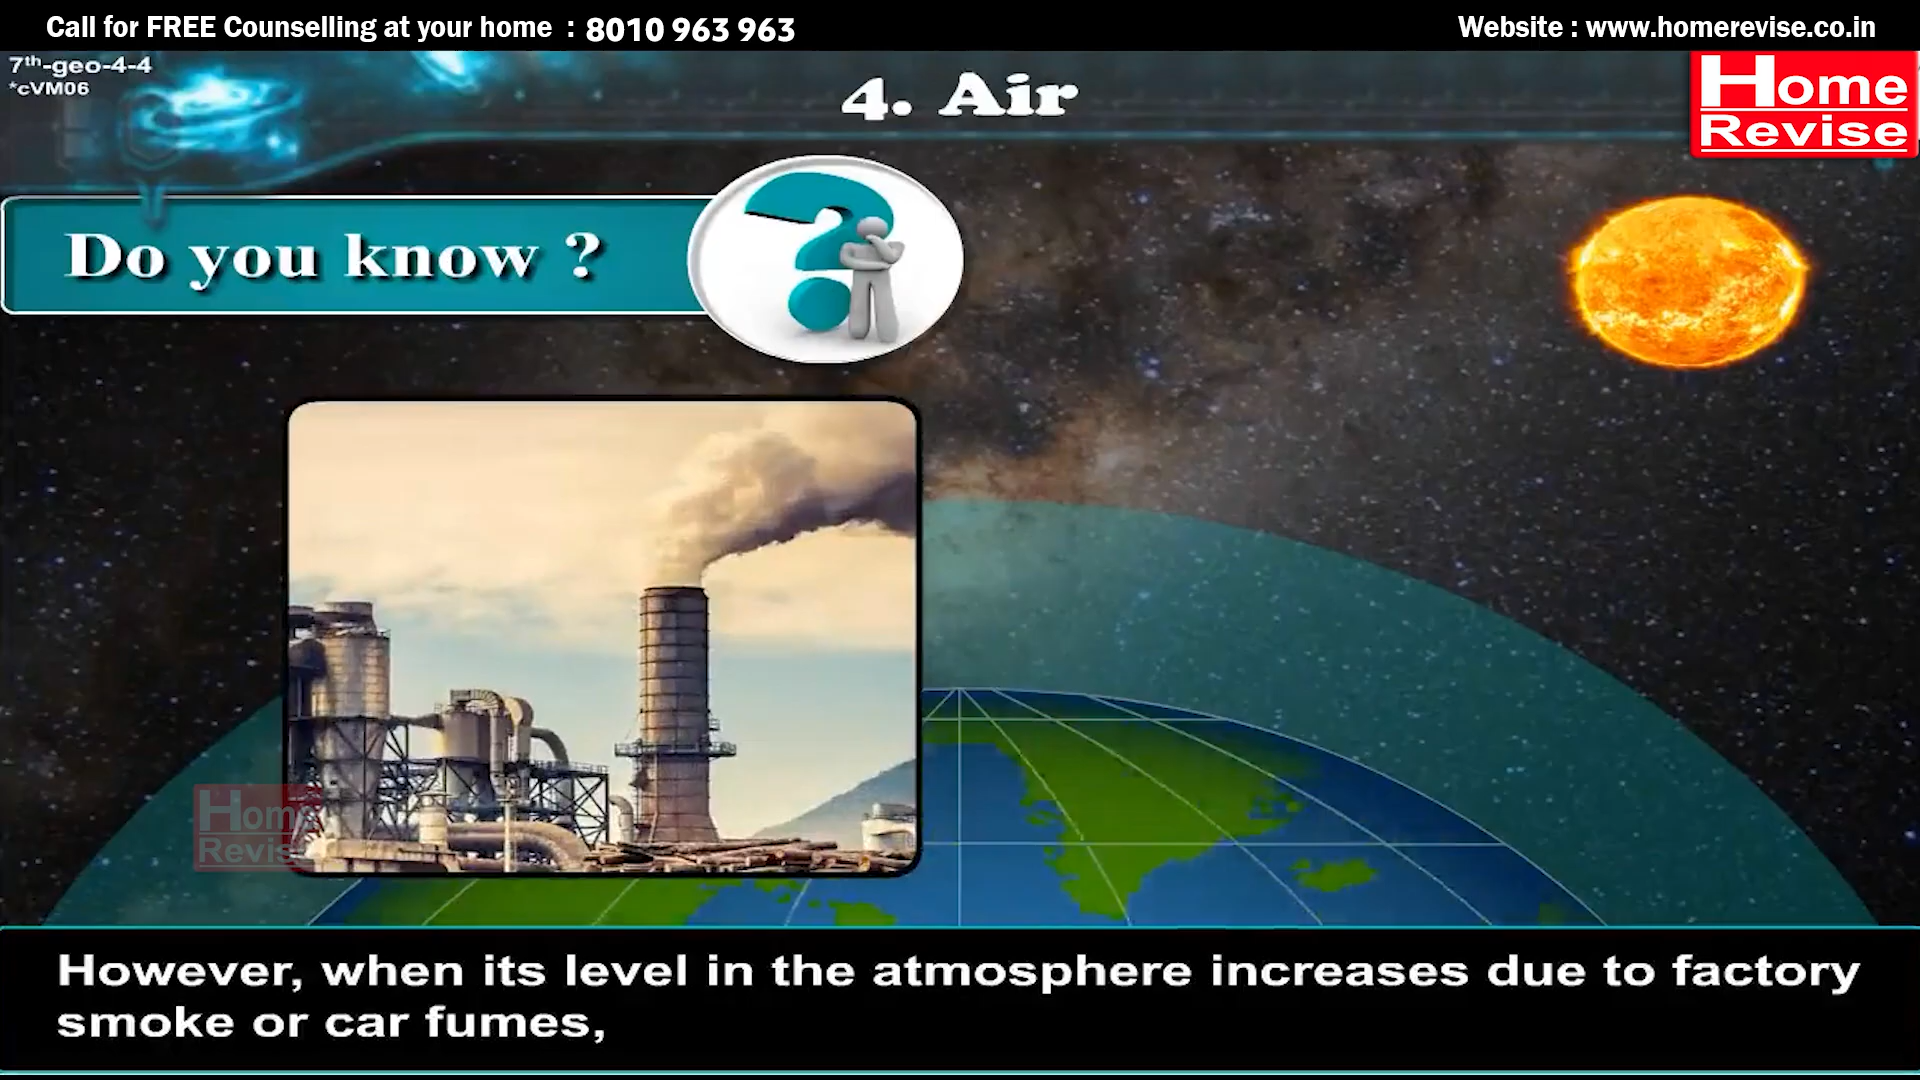 Call for FREE Counselling at your home : 8010 963 963
Website : www.homerevise.co.in
7th-geo-4-4
*cVM06
4. Air
Home
Revise
Do you know ?
Home
Revise
However, when its level in the atmosphere increases due to factory
smoke or car fumes,